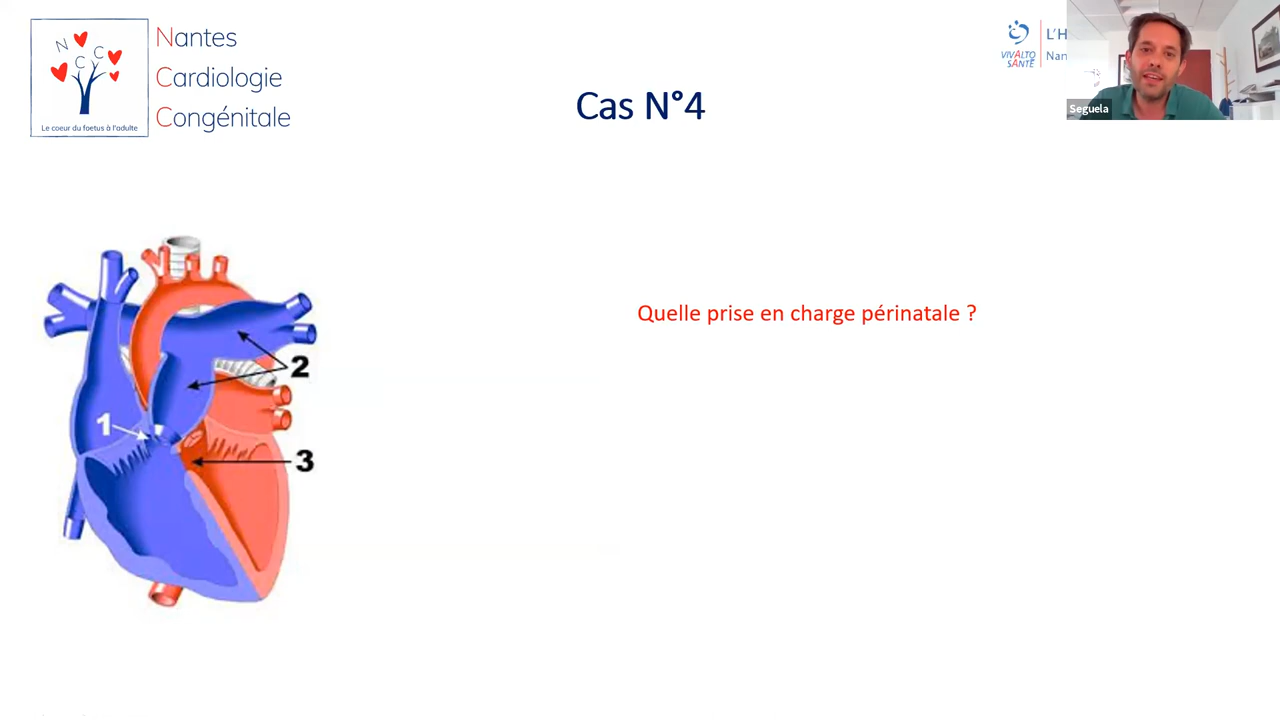 N
C
C
Le coeur du foetus à l'adulte
Nantes
Cardiologie
Congénitale
VIVALTO
SANTÉ
L'H
Nan
Seguela
Cas N°4
Quelle prise en charge périnatale ?
1
2
3